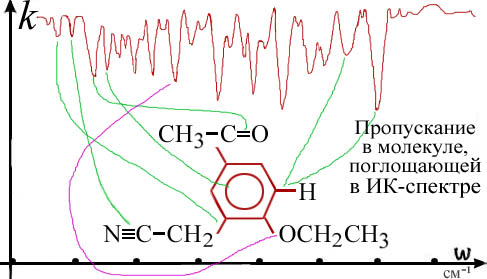 k
CH3-C=O
Пропускание
в молекуле,
поглощающей
в ИК-спектре
H
N≡C-CH2
OCH2CH3
ω
см⁻¹